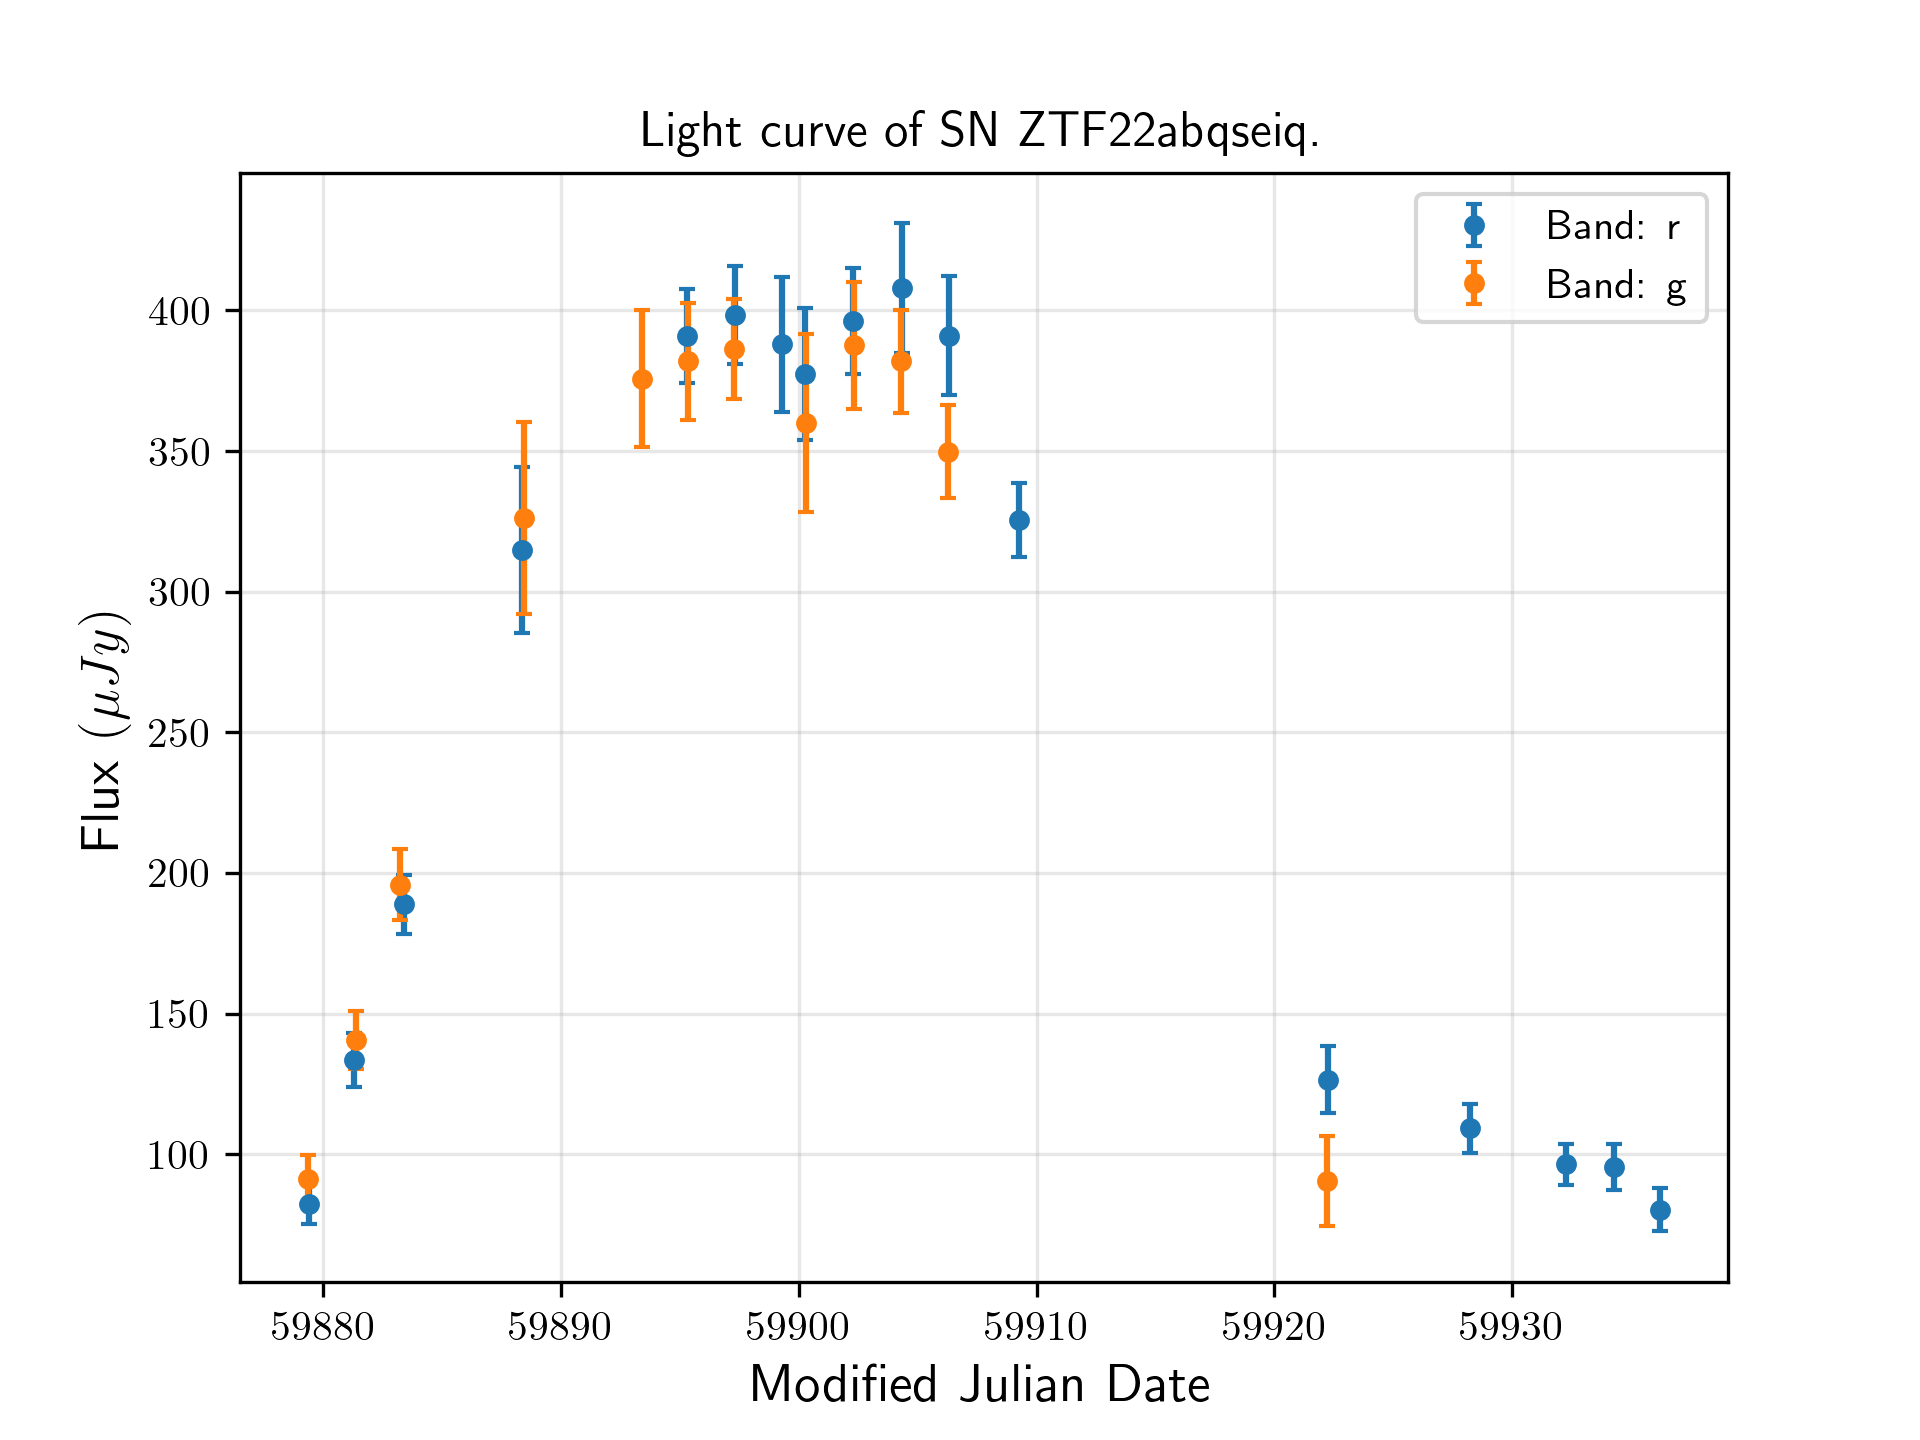 Light curve of SN ZTF22abqseiq.
Band: r
Band: g
400
350
300
250
200
150
100
Flux (μJy)
59880 59890 59900 59910 59920 59930
Modified Julian Date